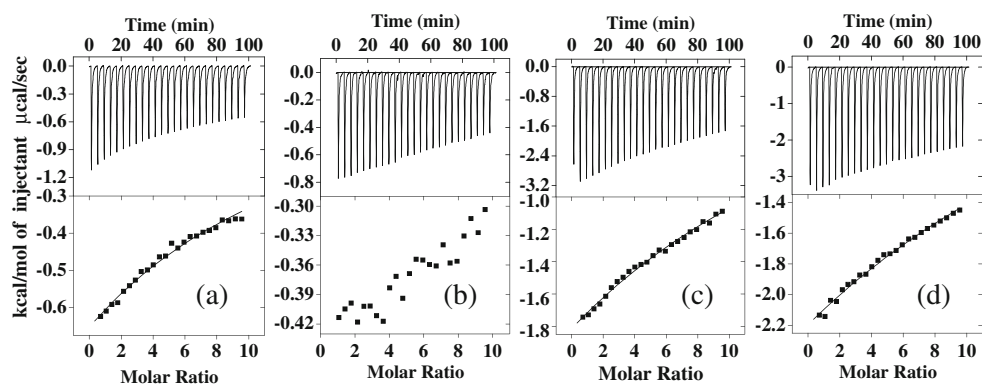 Time (min) Time (min) Time (min) Time (min)
0 20 40 60 80 100 0 20 40 60 80 100 0 20 40 60 80 100 0 20 40 60 80 100
0.0 0.0 0.0 0
-0.3 -0.2 -0.8 -1
-0.6 -0.4 -1.6 -2
-0.9 -0.6 -2.4 -3
-1.2 -0.8 -3.2
-0.3 -0.30 -1.0 -1.4
-0.4 -0.33 -1.2 -1.6
-0.5 -0.36 -1.4 -1.8
-0.6 -0.39 -1.6 -2.0
-0.42 -1.8 -2.2
kcal/mol of injectant μcal/sec
(a) (b) (c) (d)
0 2 4 6 8 10 0 2 4 6 8 10 0 2 4 6 8 10 0 2 4 6 8 10
Molar Ratio Molar Ratio Molar Ratio Molar Ratio